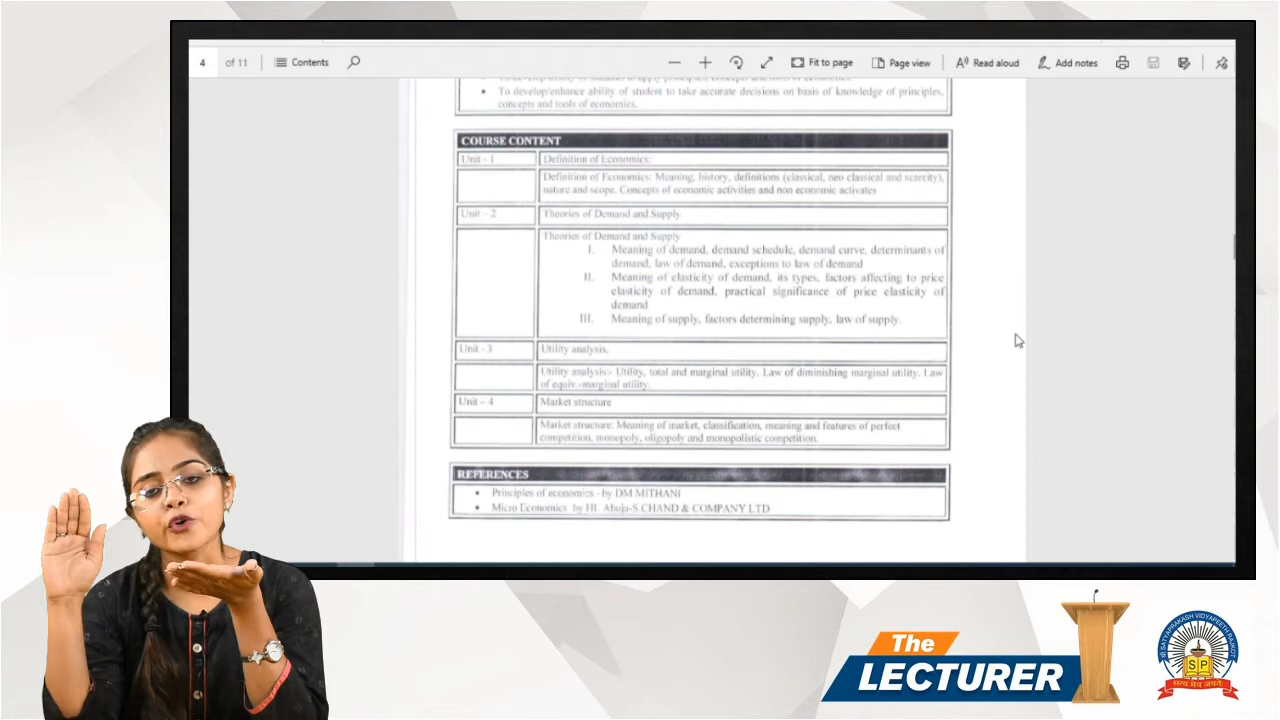 4 of 11 Contents Fit to page Page view Read aloud Add notes
• To develop/enhance ability of student to take accurate decisions on basis of knowledge of principles,
concepts and tools of economics.
COURSE CONTENT
Unit - 1 Definition of Economics:
Definition of Economics: Meaning, history, definitions (classical, neo classical and scarcity),
nature and scope. Concepts of economic activities and non economic activates
Unit – 2 Theories of Demand and Supply
Theories of Demand and Supply
I. Meaning of demand, demand schedule, demand curve, determinants of
demand, law of demand, exceptions to law of demand
II. Meaning of elasticity of demand, its types, factors affecting to price
elasticity of demand, practical significance of price elasticity of
demand
III. Meaning of supply, factors determining supply, law of supply.
Unit - 3 Utility analysis,
Utility analysis:- Utility, total and marginal utility. Law of diminishing marginal utility. Law
of equiv.-marginal utility.
Unit – 4 Market structure
Market structure: Meaning of market, classification, meaning and features of perfect
competition, monopoly, oligopoly and monopolistic competition.
REFERENCES
• Principles of economics –by DM MITHANI
• Micro Economics by HL Ahuja-S CHAND & COMPANY LTD
The
LECTURER
SATYAPRAKASH VIDYAPEETH RAJKOT
SP
सत्य मेव जयते